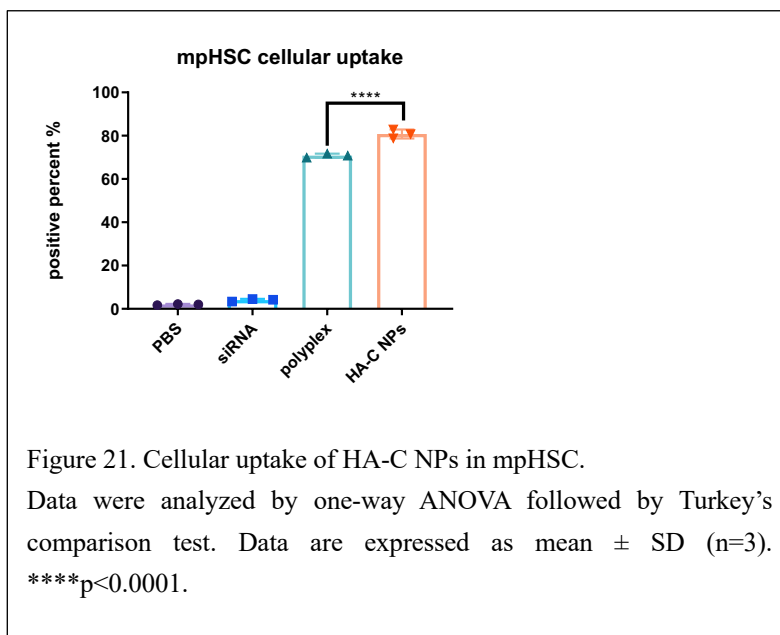 mpHSC cellular uptake
****
positive percent %
100
80
60
40
20
0
PBS
siRNA
polyplex
HA-C NPs
Figure 21. Cellular uptake of HA-C NPs in mpHSC.
Data were analyzed by one-way ANOVA followed by Turkey’s
comparison test. Data are expressed as mean ± SD (n=3).
****p<0.0001.